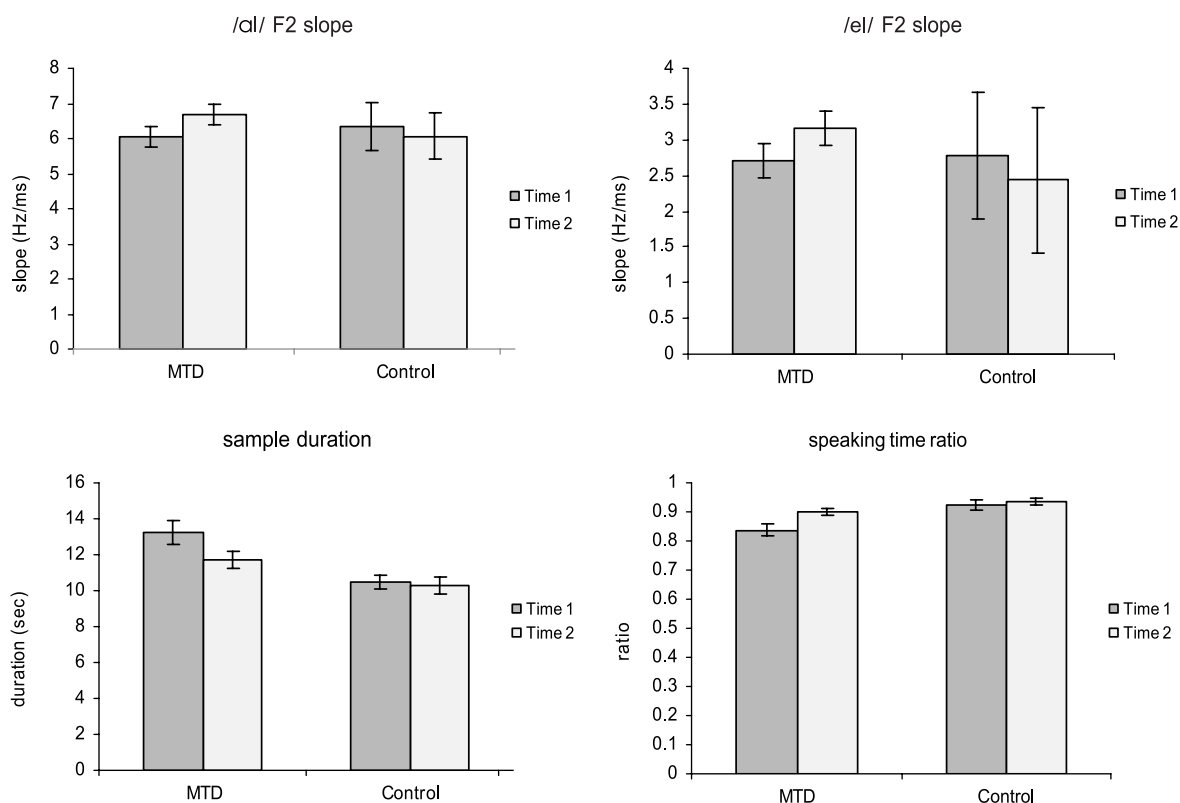 /ɑI/ F2 slope
8
7
6
5
4
3
2
1
0
slope (Hz/ms)
MTD
Control
Time 1
Time 2
/eI/ F2 slope
4
3.5
3
2.5
2
1.5
1
0.5
0
slope (Hz/ms)
MTD
Control
Time 1
Time 2
sample duration
16
14
12
10
8
6
4
2
0
duration (sec)
MTD
Control
Time 1
Time 2
speaking time ratio
1
0.9
0.8
0.7
0.6
0.5
0.4
0.3
0.2
0.1
0
ratio
MTD
Control
Time 1
Time 2